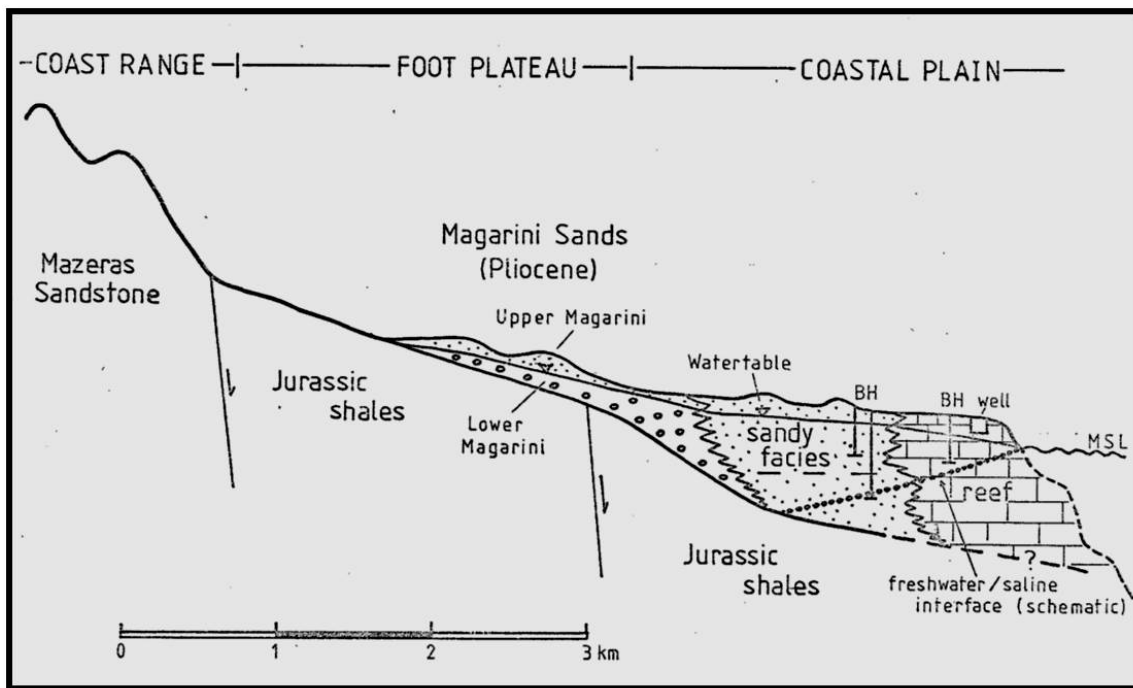 COAST RANGE
FOOT PLATEAU
COASTAL PLAIN
Mazeras
Sandstone
Magarini Sands
(Pliocene)
Upper Magarini
Jurassic
shales
Lower
Magarini
Watertable
BH
BH well
MSL
sandy
facies
reef
?
Jurassic
shales
freshwater/saline
interface (schematic)
0 1 2 3 km